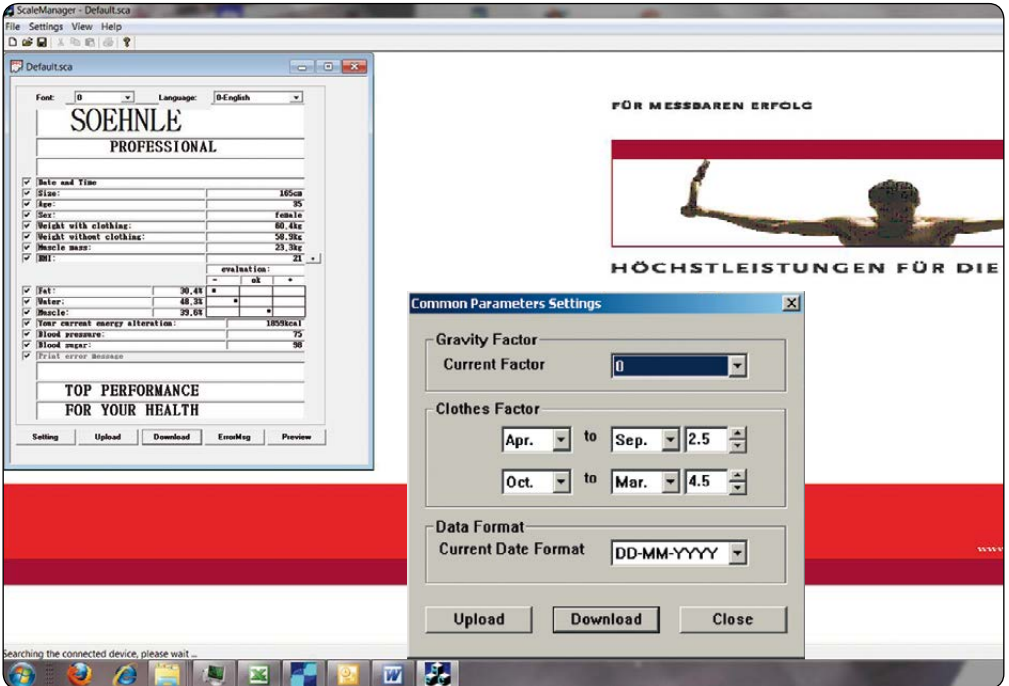 ScaleManager - Default.sca
File Settings View Help
Default.sca
Font: 0 Language: 0-English
SOEHNLE
PROFESSIONAL
Date and Time
Size: 165cm
Age: 35
Sex: female
Weight with clothing: 60,4kg
Weight without clothing: 58,9kg
Muscle mass: 23,3kg
BMI: 21
evaluation:
- ok +
Fat: 30,4%
Water: 48,3%
Muscle: 39,6%
Your current energy alteration: 1859kcal
Blood pressure: 75
Blood sugar: 98
Print error message
TOP PERFORMANCE
FOR YOUR HEALTH
Setting Upload Download ErrorMsg Preview
FÜR MESSBAREN ERFOLG
HÖCHSTLEISTUNGEN FÜR DIE
Common Parameters Settings
Gravity Factor
Current Factor 0
Clothes Factor
Apr. to Sep. 2.5
Oct. to Mar. 4.5
Data Format
Current Date Format DD-MM-YYYY
Upload Download Close
www
Searching the connected device, please wait ...